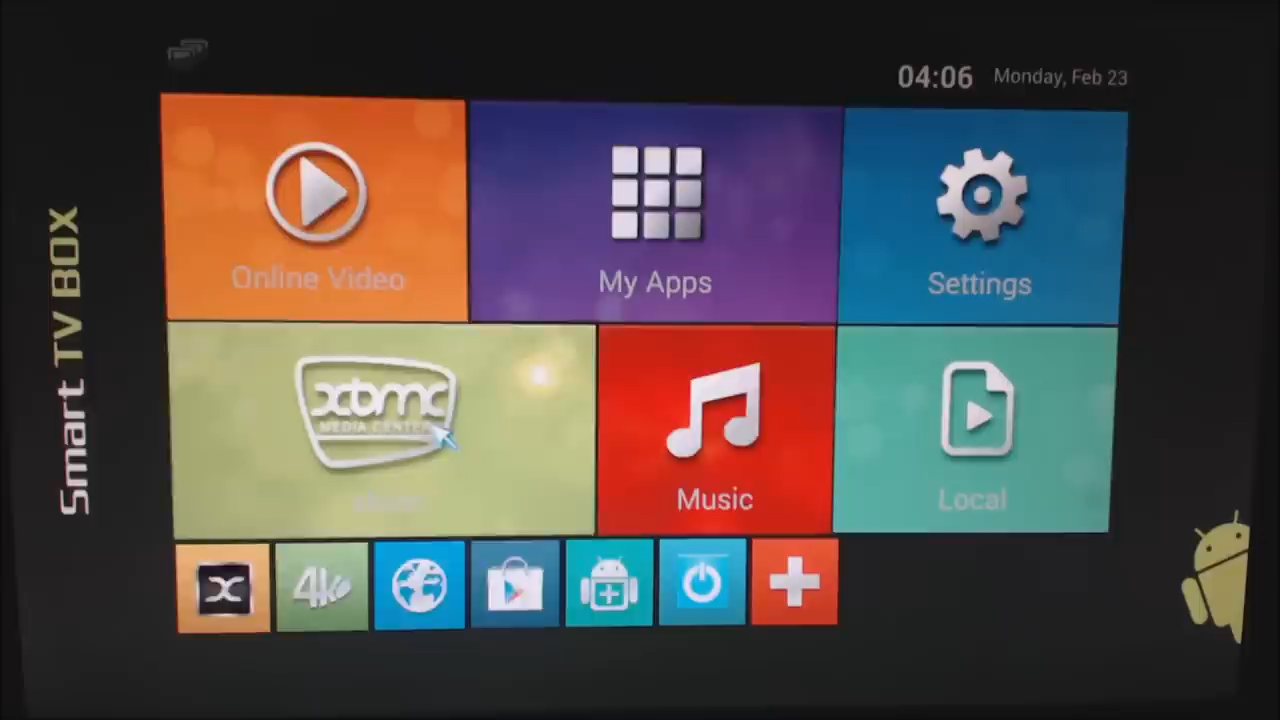 04:06 Monday, Feb 23
Smart TV BOX
Online Video
My Apps
Settings
xbmc
MEDIA CENTER
Music
Local
4K